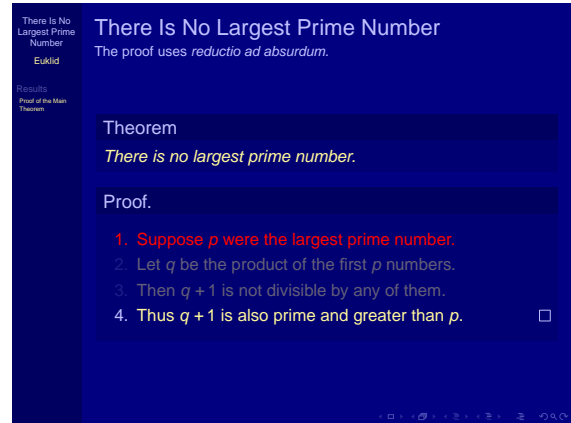 There Is No
Largest Prime
Number
Euklid
Results
Proof of the Main
Theorem
There Is No Largest Prime Number
The proof uses reductio ad absurdum.
Theorem
There is no largest prime number.
Proof.
1. Suppose p were the largest prime number.
2. Let q be the product of the first p numbers.
3. Then q + 1 is not divisible by any of them.
4. Thus q + 1 is also prime and greater than p. □